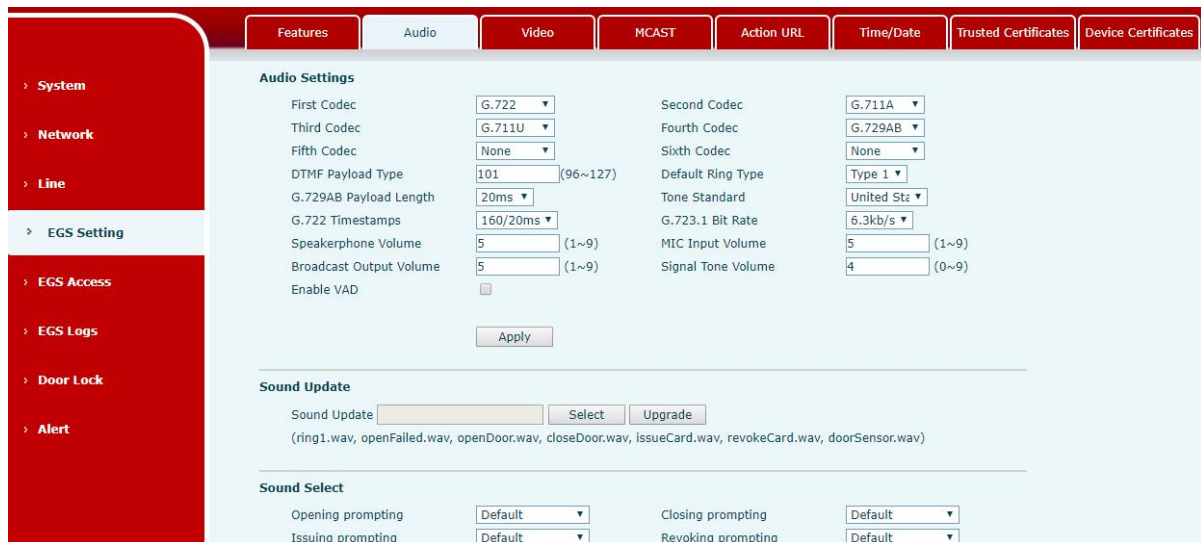 Features Audio Video MCAST Action URL Time/Date Trusted Certificates Device Certificates
› System
› Network
› Line
› EGS Setting
› EGS Access
› EGS Logs
› Door Lock
› Alert
Audio Settings
First Codec G.722 Second Codec G.711A
Third Codec G.711U Fourth Codec G.729AB
Fifth Codec None Sixth Codec None
DTMF Payload Type 101 (96~127) Default Ring Type Type 1
G.729AB Payload Length 20ms Tone Standard United Sta
G.722 Timestamps 160/20ms G.723.1 Bit Rate 6.3kb/s
Speakerphone Volume 5 (1~9) MIC Input Volume 5 (1~9)
Broadcast Output Volume 5 (1~9) Signal Tone Volume 4 (0~9)
Enable VAD
Apply
Sound Update
Sound Update Select Upgrade
(ring1.wav, openFailed.wav, openDoor.wav, closeDoor.wav, issueCard.wav, revokeCard.wav, doorSensor.wav)
Sound Select
Opening prompting Default Closing prompting Default
Issuing prompting Default Revoking prompting Default